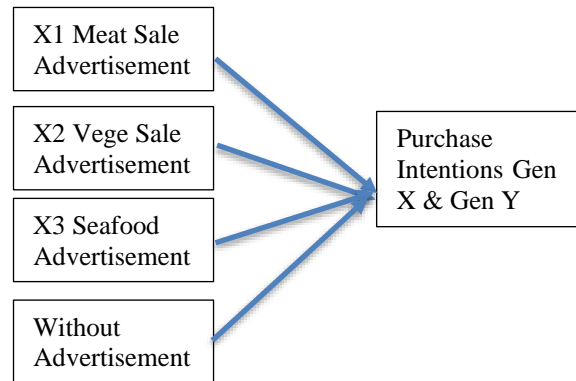 X1 Meat Sale
Advertisement
X2 Vege Sale
Advertisement
X3 Seafood
Advertisement
Without
Advertisement
Purchase
Intentions Gen
X & Gen Y